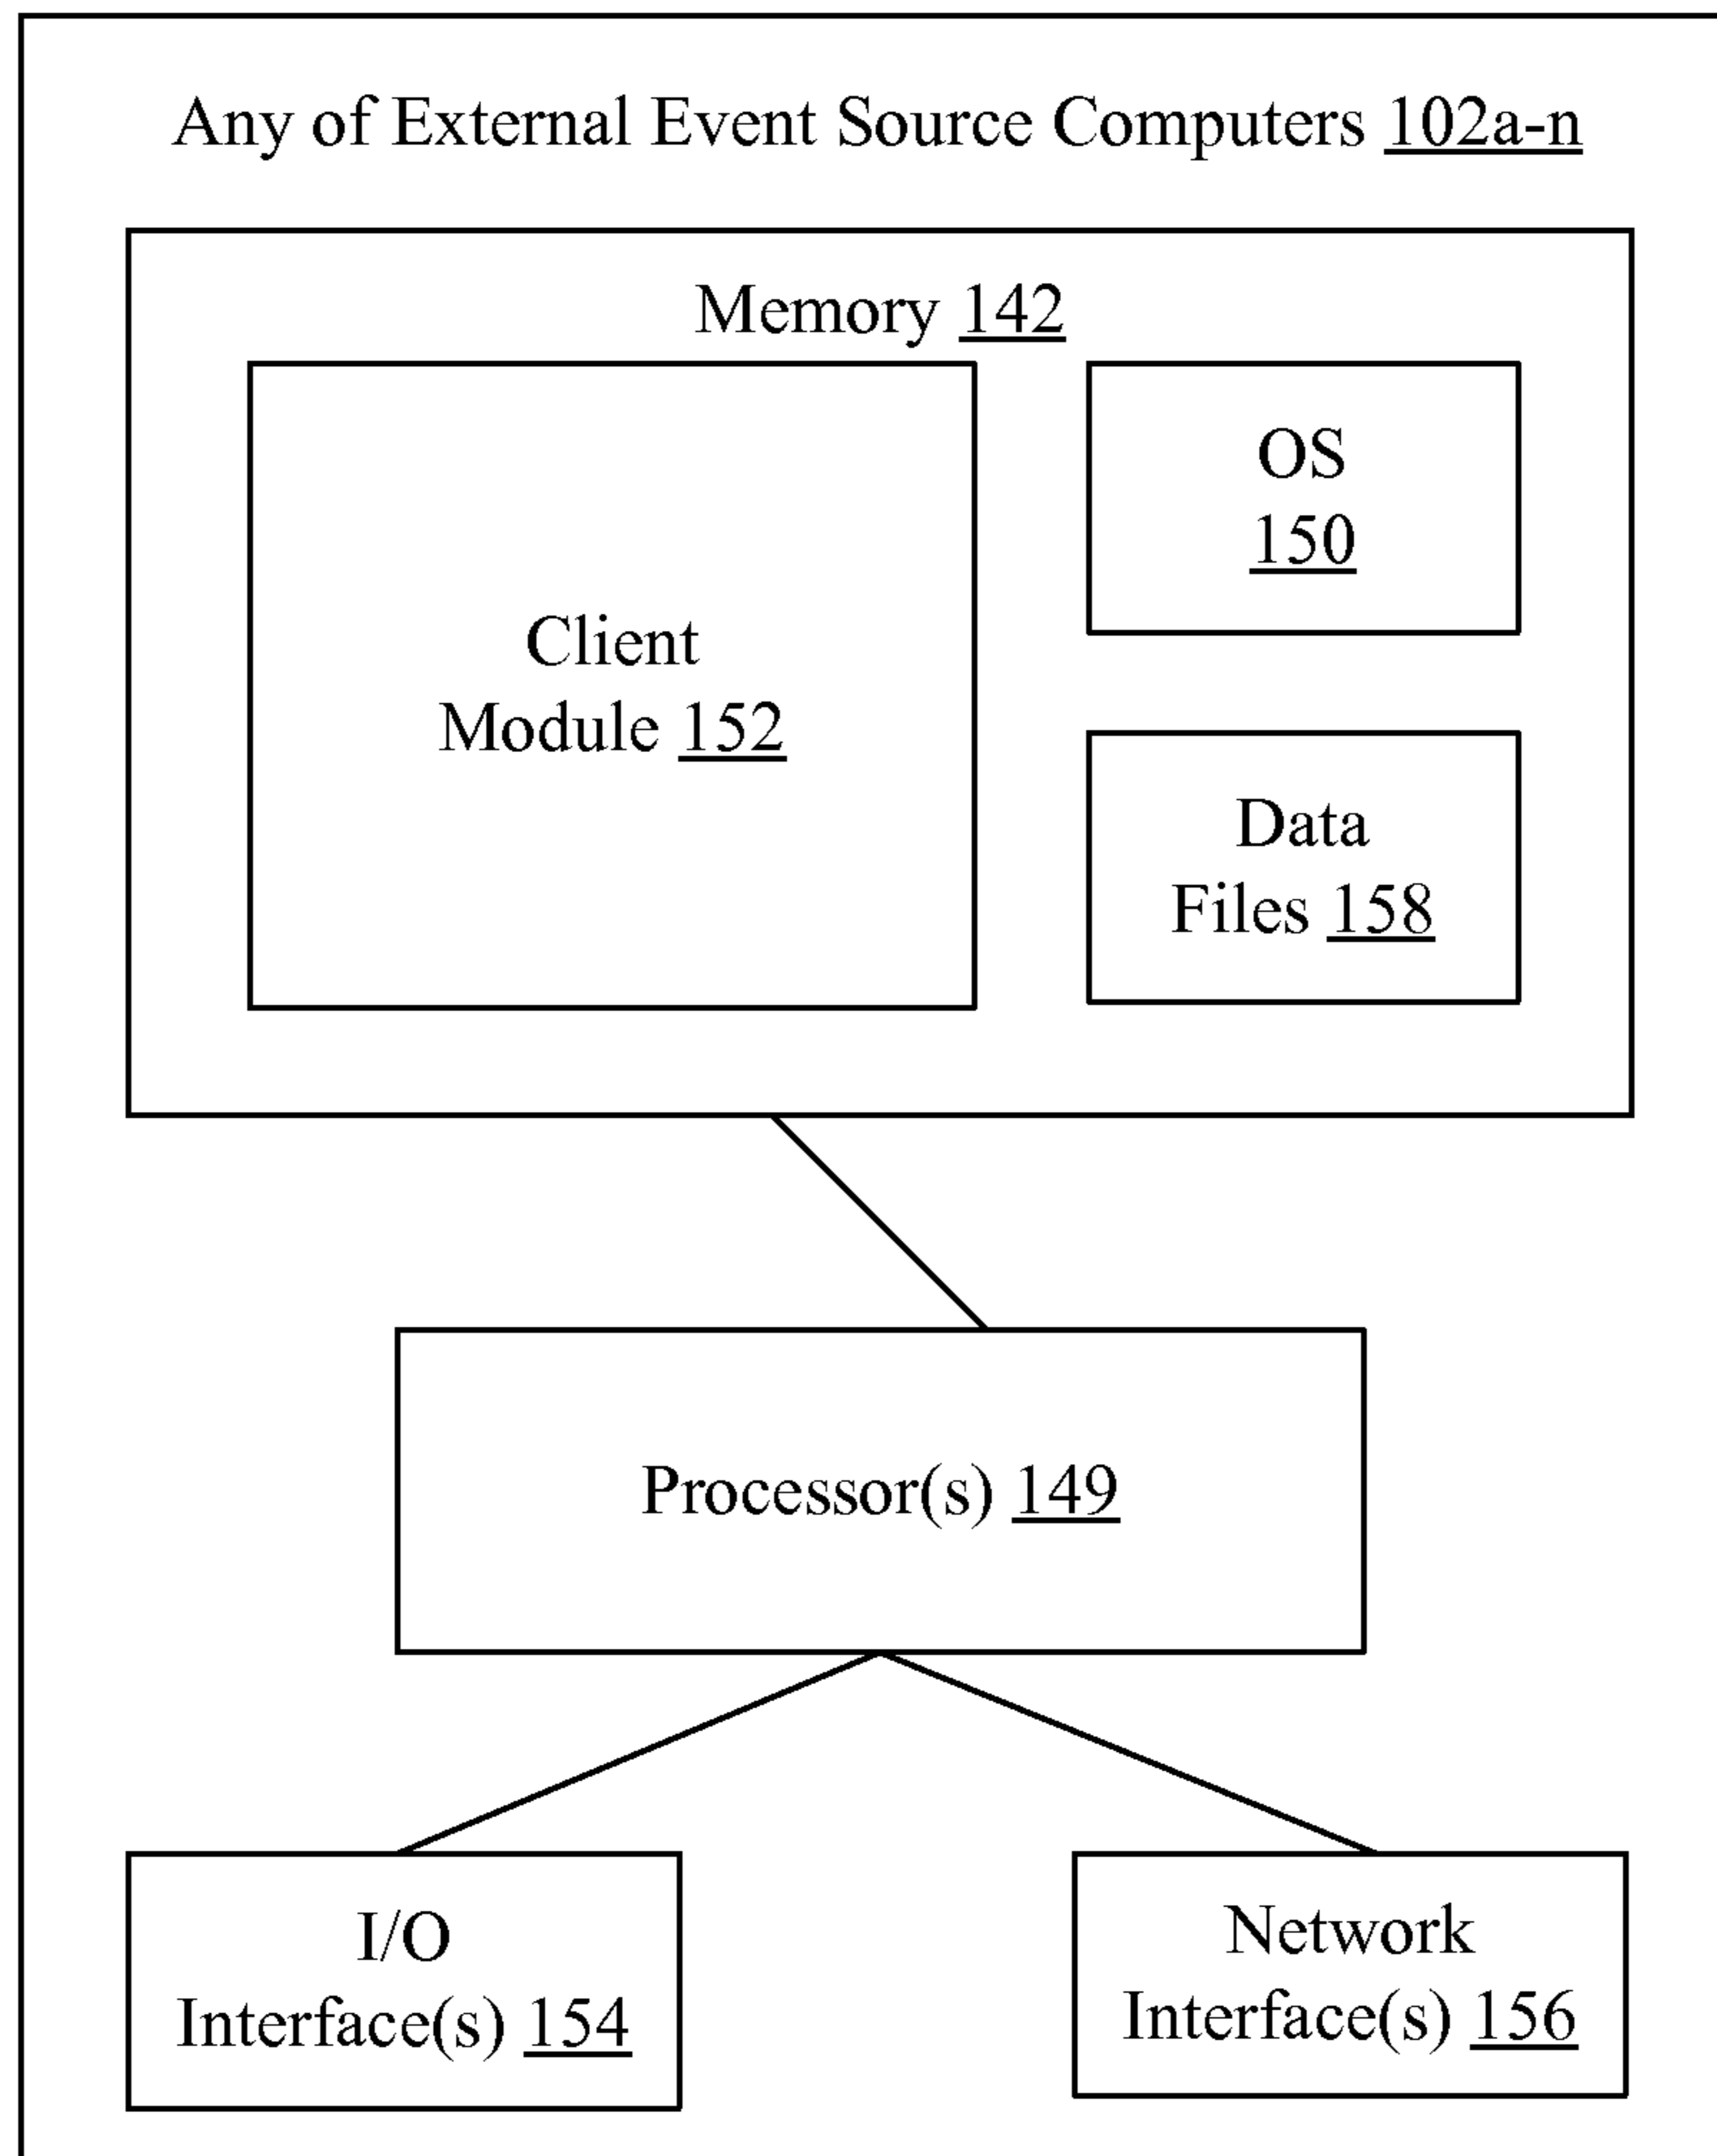 Any of External Event Source Computers 102a-n
Memory 142
Client
Module 152
OS
150
Data
Files 158
Processor(s) 149
I/O
Interface(s) 154
Network
Interface(s) 156